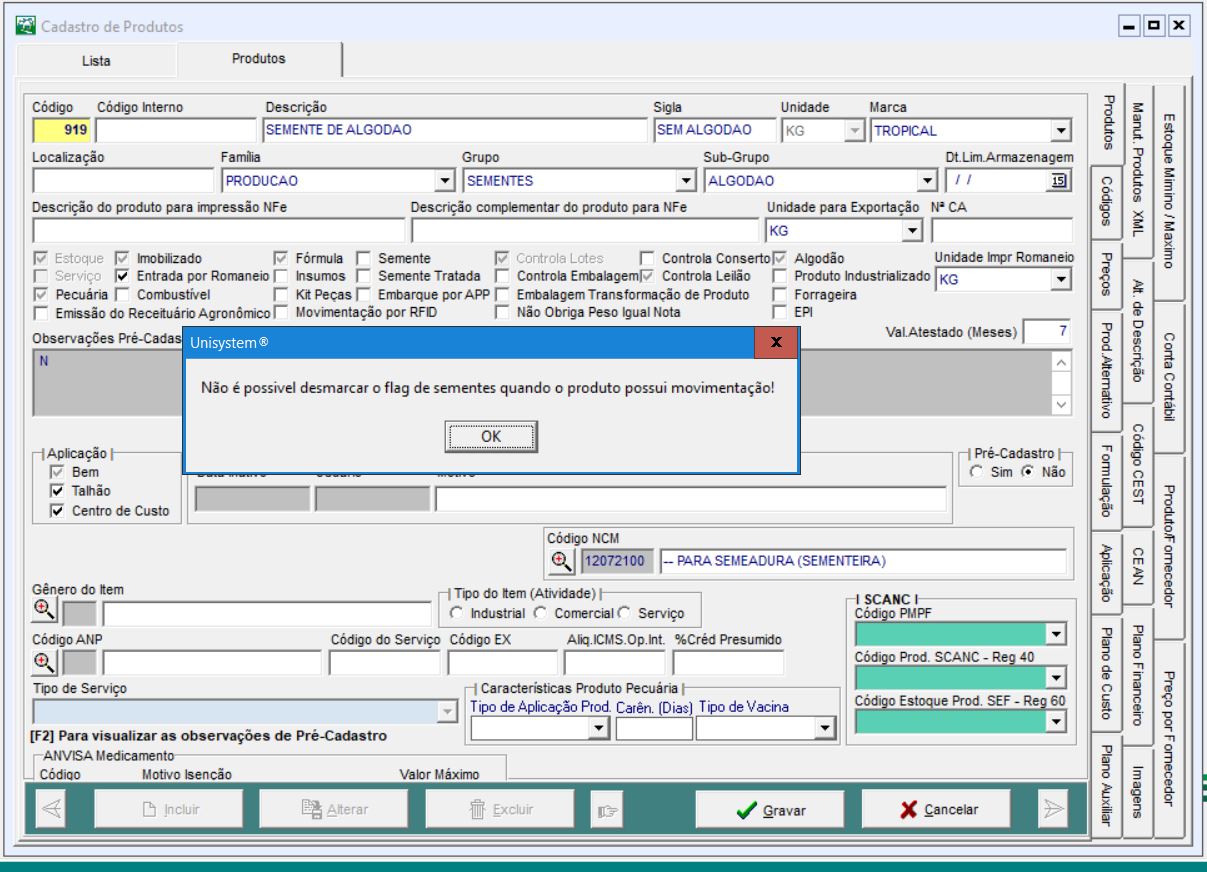 Cadastro de Produtos
Lista Produtos
Código Código Interno Descrição Sigla Unidade Marca
919 SEMENTE DE ALGODAO SEM ALGODAO KG TROPICAL
Localização Família Grupo Sub-Grupo Dt.Lim.Armazenagem
PRODUCAO SEMENTES ALGODAO / / 15
Descrição do produto para impressão NFe Descrição complementar do produto para NFe Unidade para Exportação Nª CA
KG
Estoque Imobilizado Fórmula Semente Controla Lotes Controla Conserto Algodão Unidade Impr Romaneio
Serviço Entrada por Romaneio Insumos Semente Tratada Controla Embalagem Controla Leilão Produto Industrializado KG
Pecuária Combustível Kit Peças Embarque por APP Embalagem Transformação de Produto Forrageira
Emissão do Receituário Agronômico Movimentação por RFID Não Obriga Peso Igual Nota EPI
Observações Pré-Cadas Val.Atestado (Meses) 7
N
Unisystem®
x
Não é possivel desmarcar o flag de sementes quando o produto possui movimentação!
OK
Aplicação
Bem
Talhão
Centro de Custo
Pré-Cadastro
Sim Não
Código NCM
12072100 -- PARA SEMEADURA (SEMENTEIRA)
Gênero do Item
Tipo do Item (Atividade)
Industrial Comercial Serviço
Código ANP Código do Serviço Código EX Aliq.ICMS.Op.Int. %Créd Presumido
Tipo de Serviço
Características Produto Pecuária
Tipo de Aplicação Prod. Carên. (Dias) Tipo de Vacina
SCANC
Código PMPF
Código Prod. SCANC - Reg 40
Código Estoque Prod. SEF - Reg 60
[F2] Para visualizar as observações de Pré-Cadastro
ANVISA Medicamento
Código Motivo Isencão Valor Máximo
Incluir Alterar Excluir Gravar Cancelar
Produtos
Códigos
Preços
Prod.Alternativo
Formulação
Aplicação
Plano de Custo
Plano Auxiliar
Manut. Produtos XML
Alt. de Descrição
Código CEST
CEAN
Plano Financeiro
Imagens
Estoque Mimino / Maximo
Conta Contábil
Produto/Fornecedor
Preço por Fornecedor